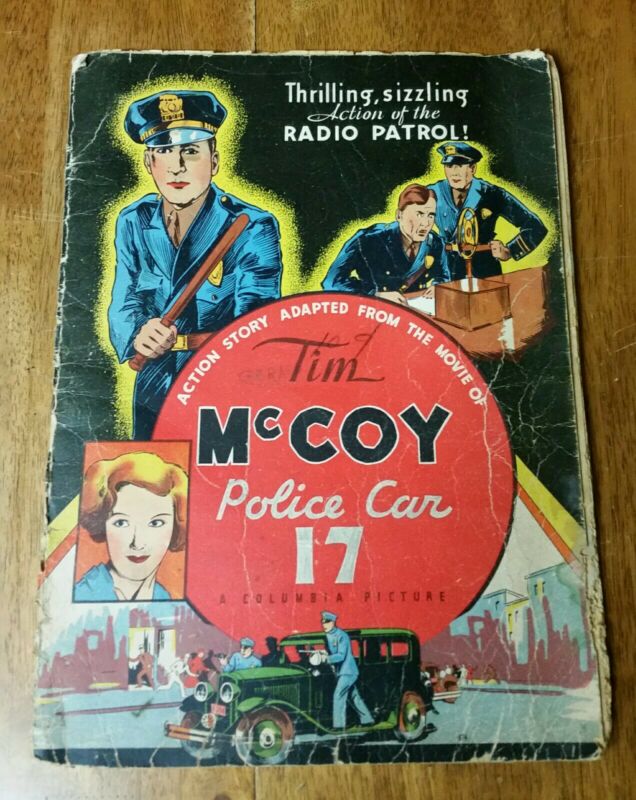 Thrilling, sizzling
Action of the
RADIO PATROL!
ACTION STORY ADAPTED FROM THE MOVIE OF
Tim
McCOY
Police Car
17
A COLUMBIA PICTURE